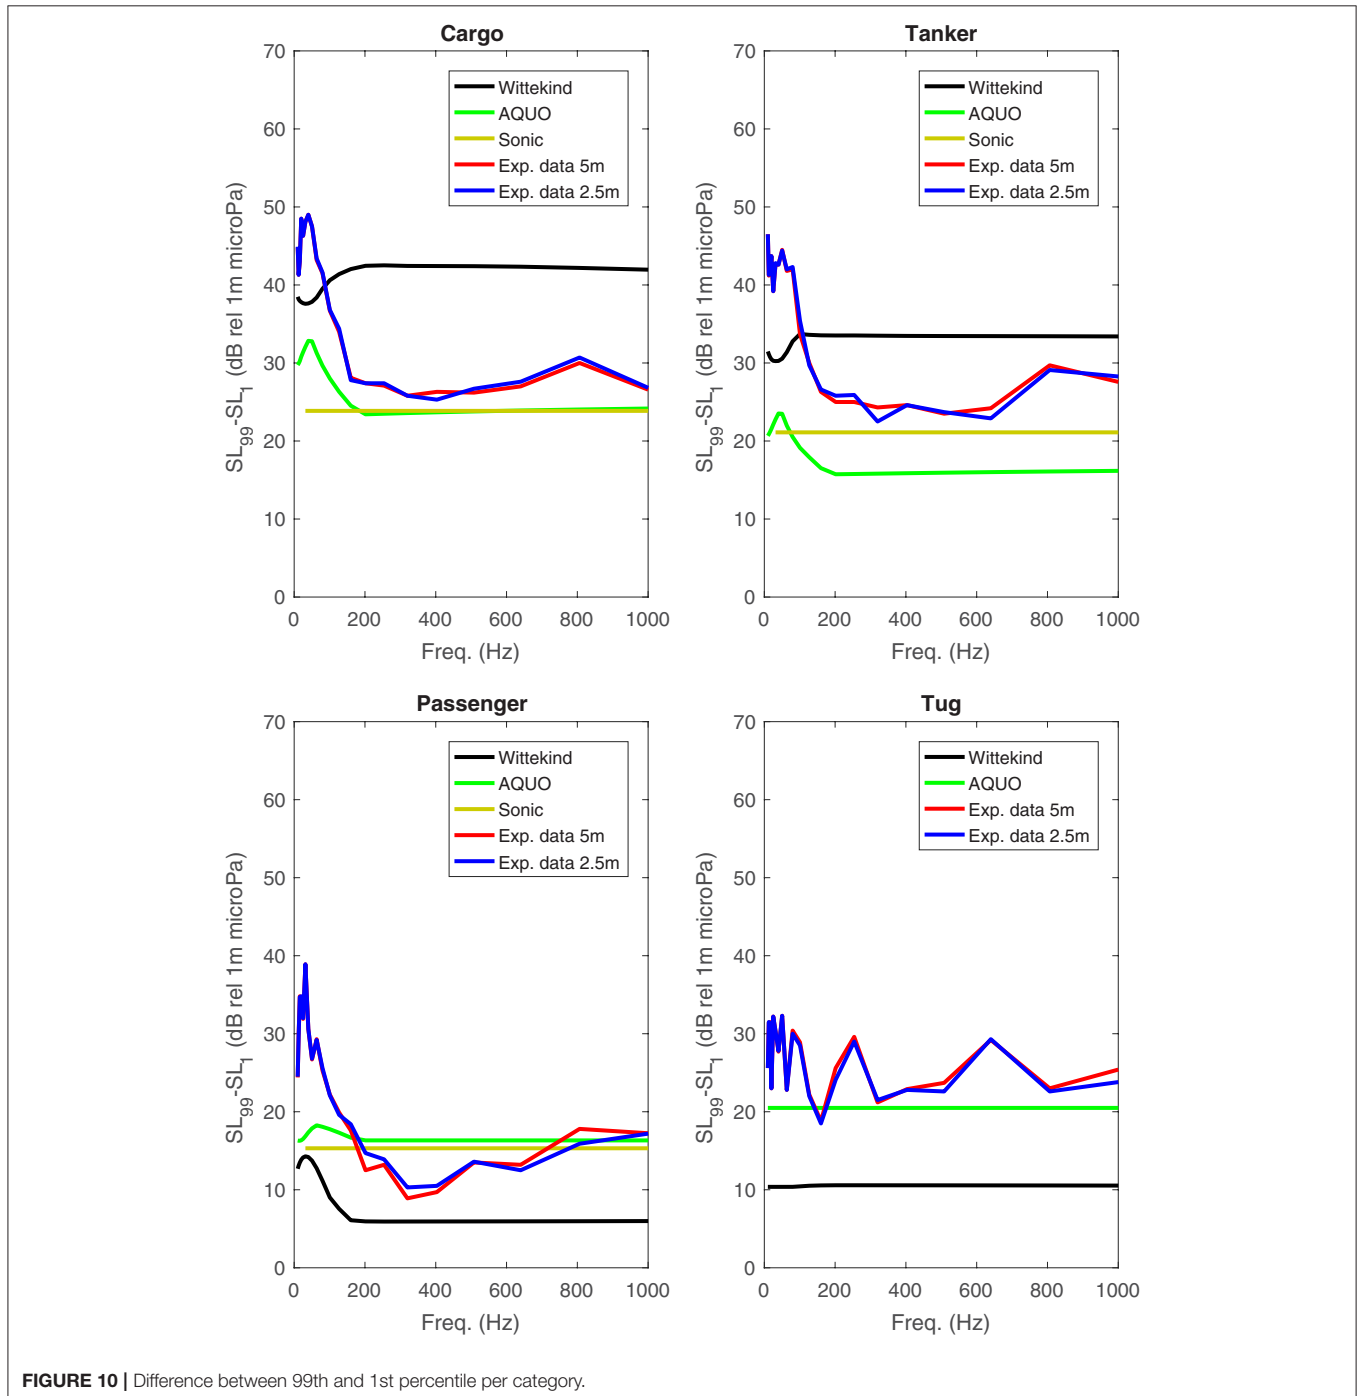 Cargo
70
60
50
40
30
20
10
0
SL99-SL1 (dB rel 1m microPa)
Wittekind
AQUO
Sonic
Exp. data 5m
Exp. data 2.5m
0 200 400 600 800 1000
Freq. (Hz)
Tanker
70
60
50
40
30
20
10
0
SL99-SL1 (dB rel 1m microPa)
Wittekind
AQUO
Sonic
Exp. data 5m
Exp. data 2.5m
0 200 400 600 800 1000
Freq. (Hz)
Passenger
70
60
50
40
30
20
10
0
SL99-SL1 (dB rel 1m microPa)
Wittekind
AQUO
Sonic
Exp. data 5m
Exp. data 2.5m
0 200 400 600 800 1000
Freq. (Hz)
Tug
70
60
50
40
30
20
10
0
SL99-SL1 (dB rel 1m microPa)
Wittekind
AQUO
Sonic
Exp. data 5m
Exp. data 2.5m
0 200 400 600 800 1000
Freq. (Hz)
FIGURE 10 | Difference between 99th and 1st percentile per category.